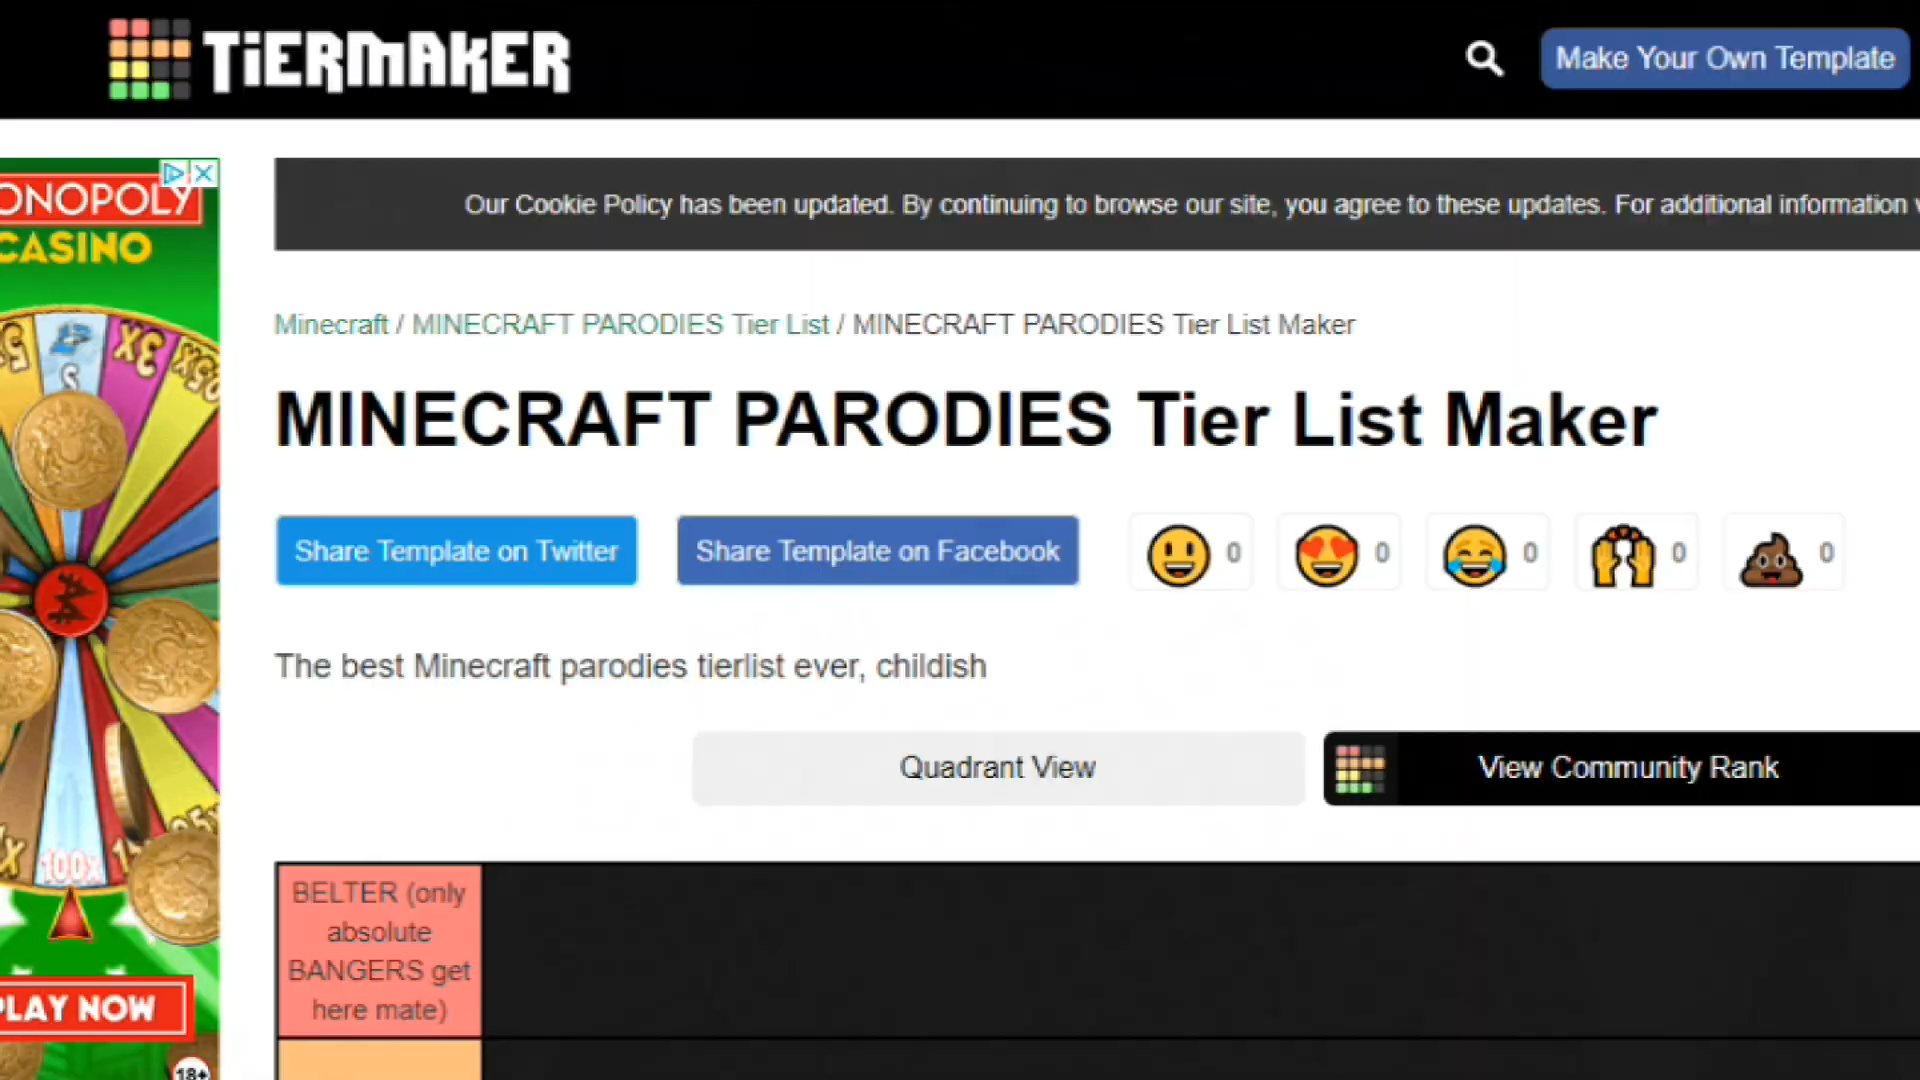 TiERMAKER
Make Your Own Template
ONOPOLY
CASINO
Our Cookie Policy has been updated. By continuing to browse our site, you agree to these updates. For additional information
Minecraft / MINECRAFT PARODIES Tier List / MINECRAFT PARODIES Tier List Maker
MINECRAFT PARODIES Tier List Maker
Share Template on Twitter
Share Template on Facebook
0
0
0
0
0
The best Minecraft parodies tierlist ever, childish
Quadrant View
View Community Rank
3X
100x
BELTER (only
absolute
BANGERS get
here mate)
PLAY NOW
18+